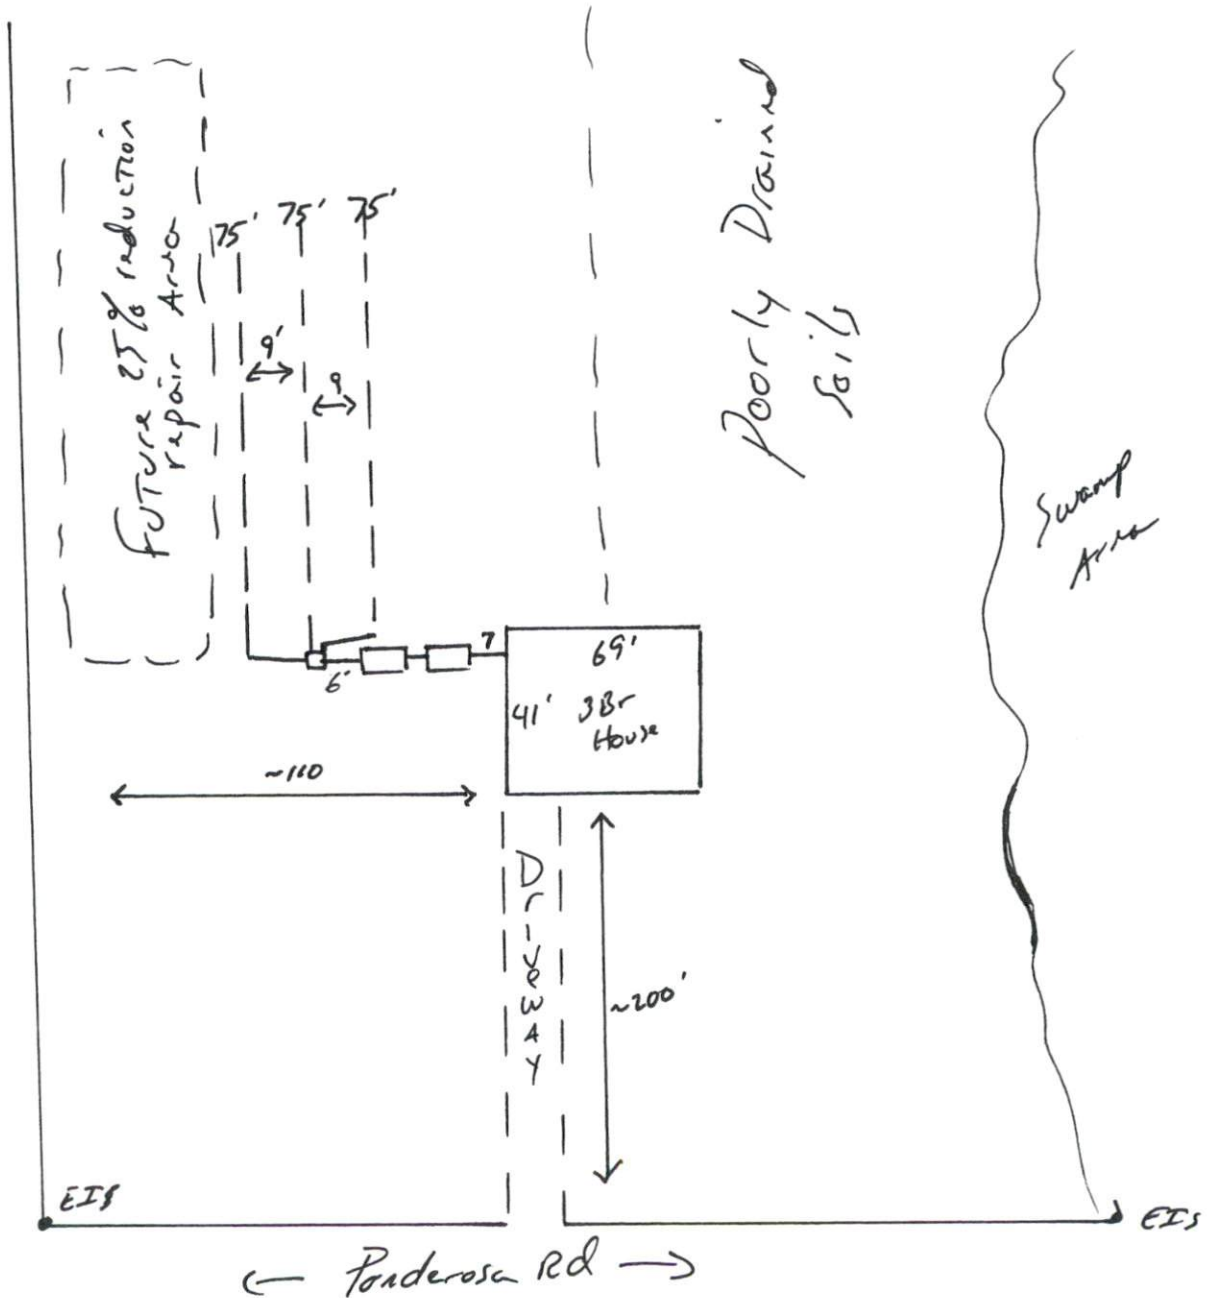 Future 25% reduction
repair Area
75' 75' 75'
9'
9
Poorly Drained
Soils
Swamp
Area
7
6'
69'
41' 3Br
House
~110
Driveway
~200'
EIS
EIS
← Ponderosa Rd →